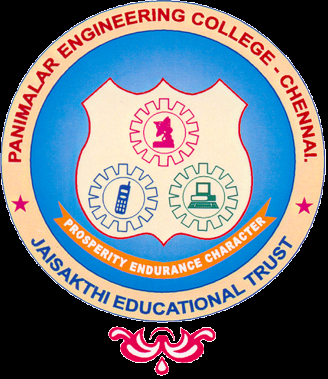 PANIMALAR ENGINEERING COLLEGE - CHENNAI.
PROSPERITY ENDURANCE CHARACTER
JAISAKTHI EDUCATIONAL TRUST